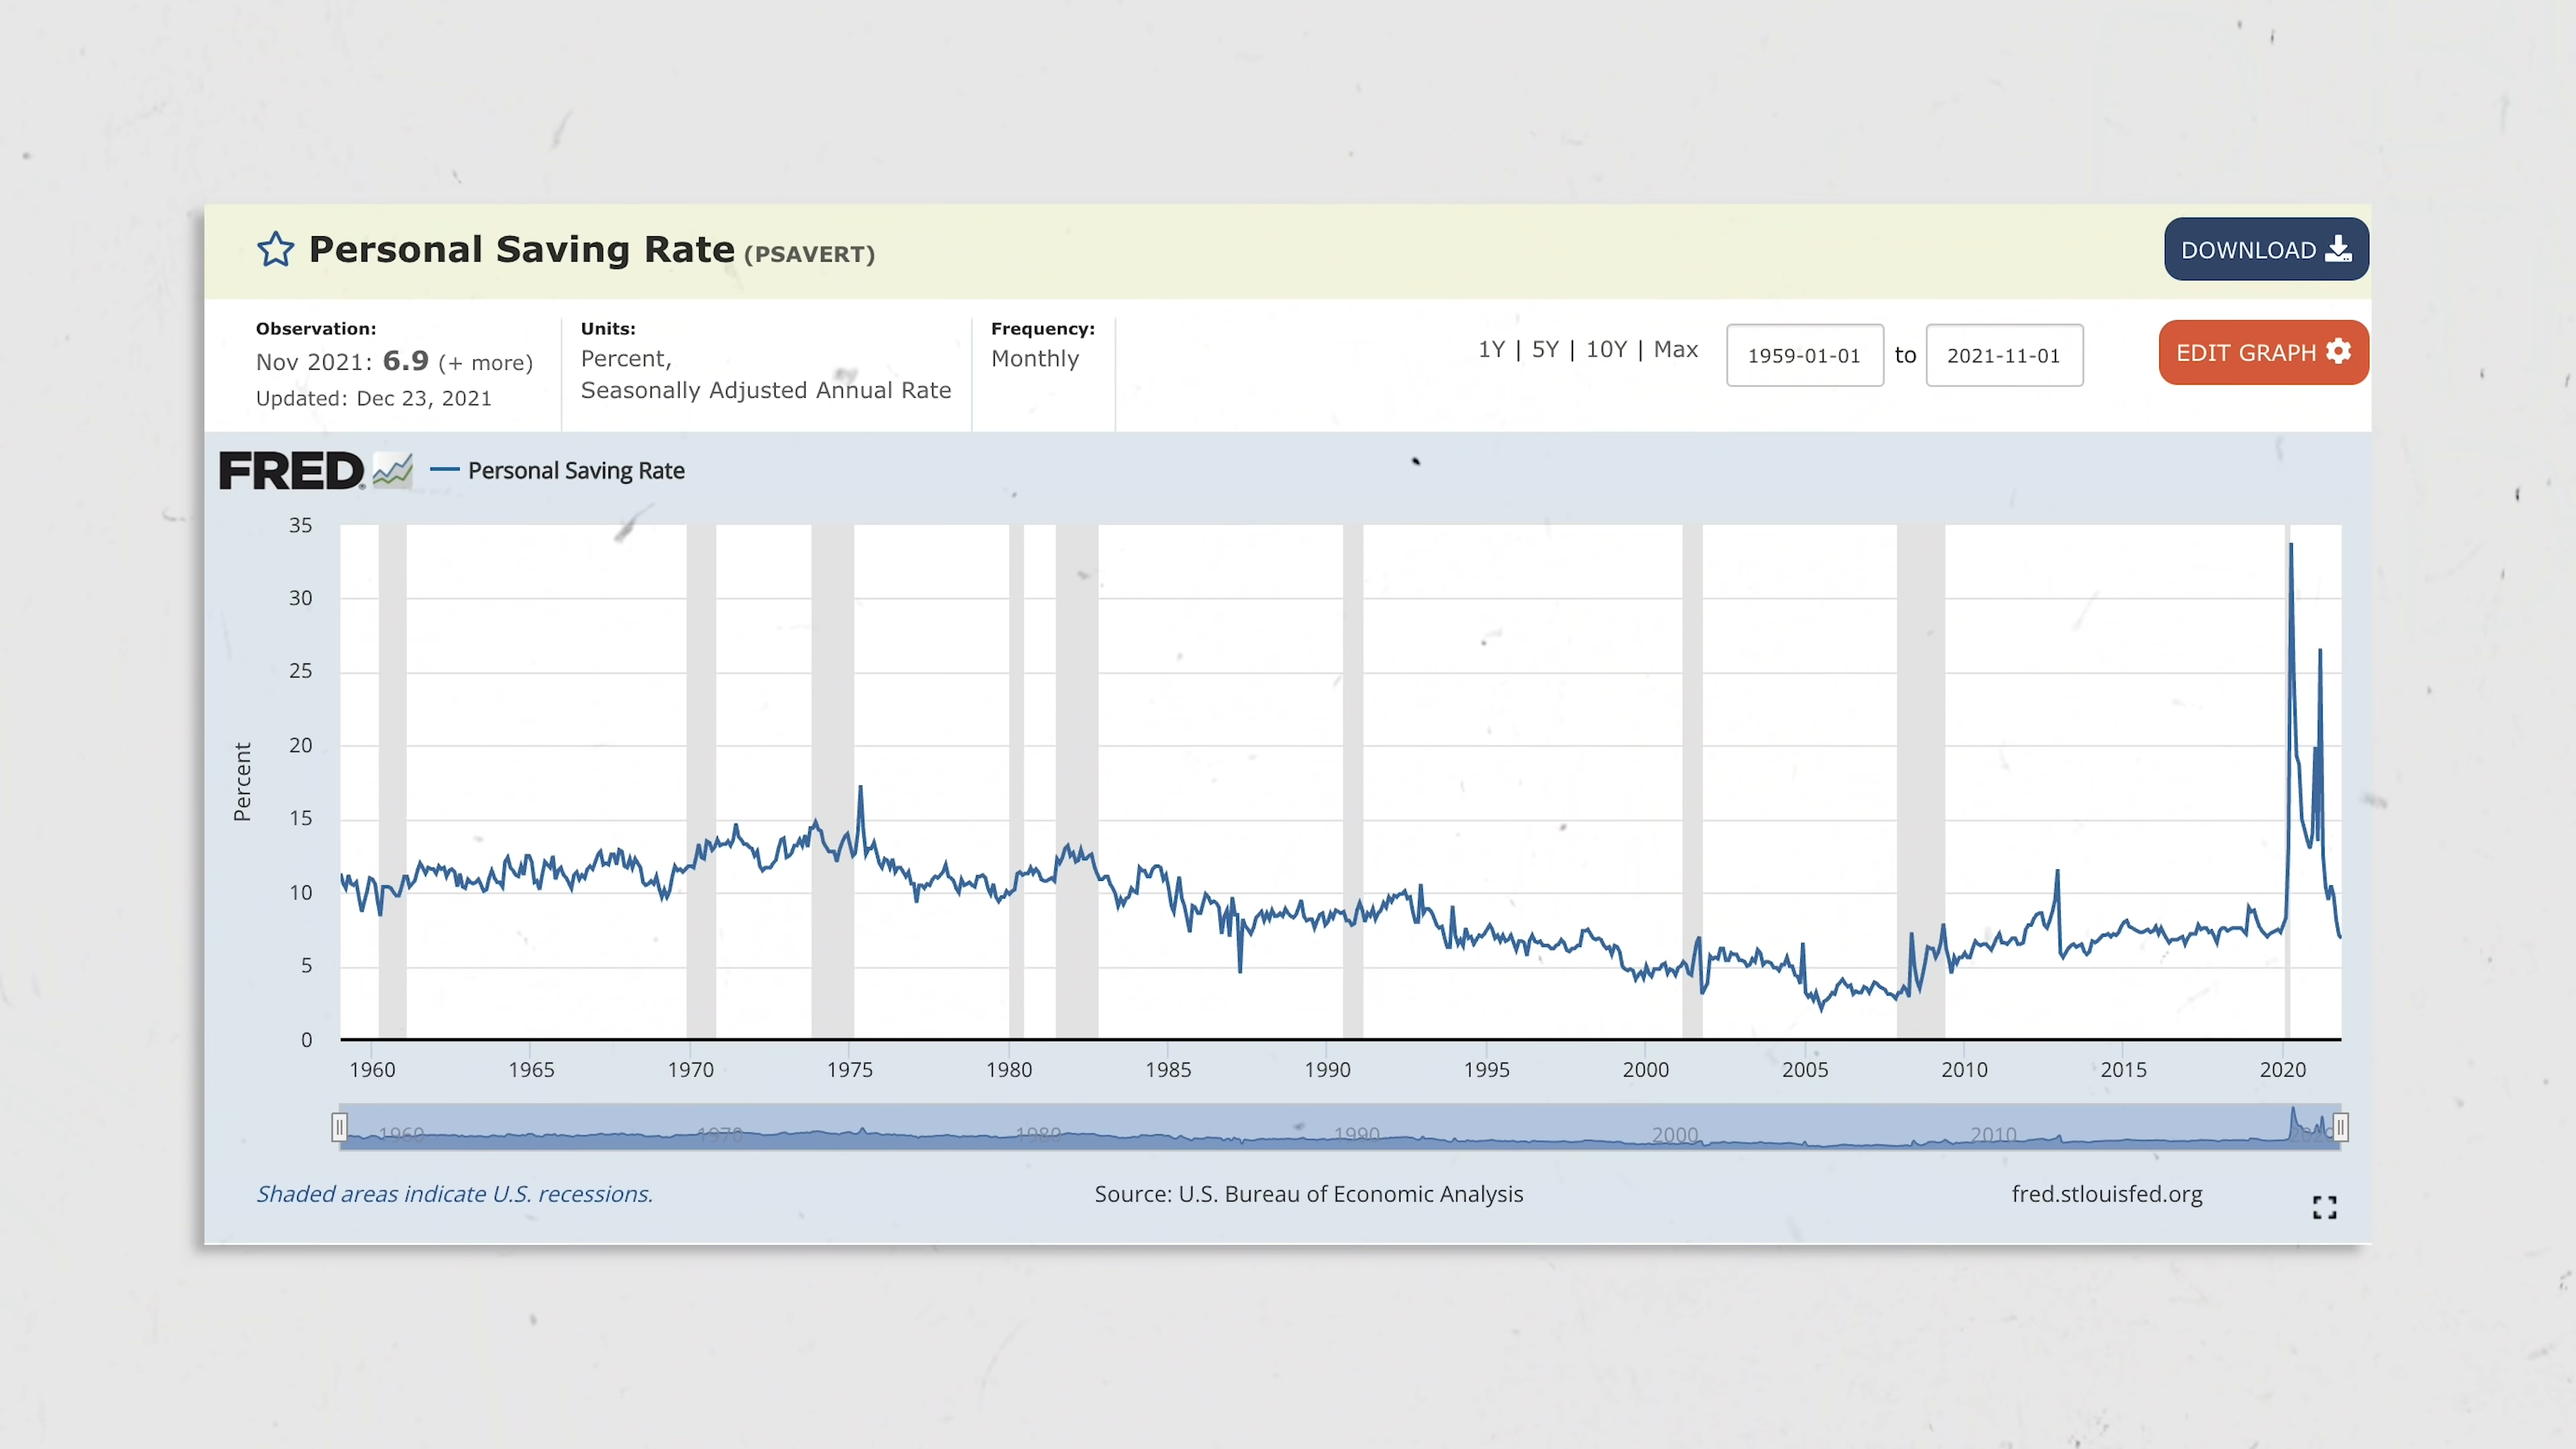 Personal Saving Rate (PSAVERT)
DOWNLOAD
Observation:
Nov 2021: 6.9 (+ more)
Updated: Dec 23, 2021
Units:
Percent,
Seasonally Adjusted Annual Rate
Frequency:
Monthly
1Y | 5Y | 10Y | Max
1959-01-01 to 2021-11-01
EDIT GRAPH
FRED
Personal Saving Rate
35
30
25
20
15
10
5
0
Percent
1960 1965 1970 1975 1980 1985 1990 1995 2000 2005 2010 2015 2020
1960 1970 1980 1990 2000 2010 2020
Shaded areas indicate U.S. recessions.
Source: U.S. Bureau of Economic Analysis
fred.stlouisfed.org